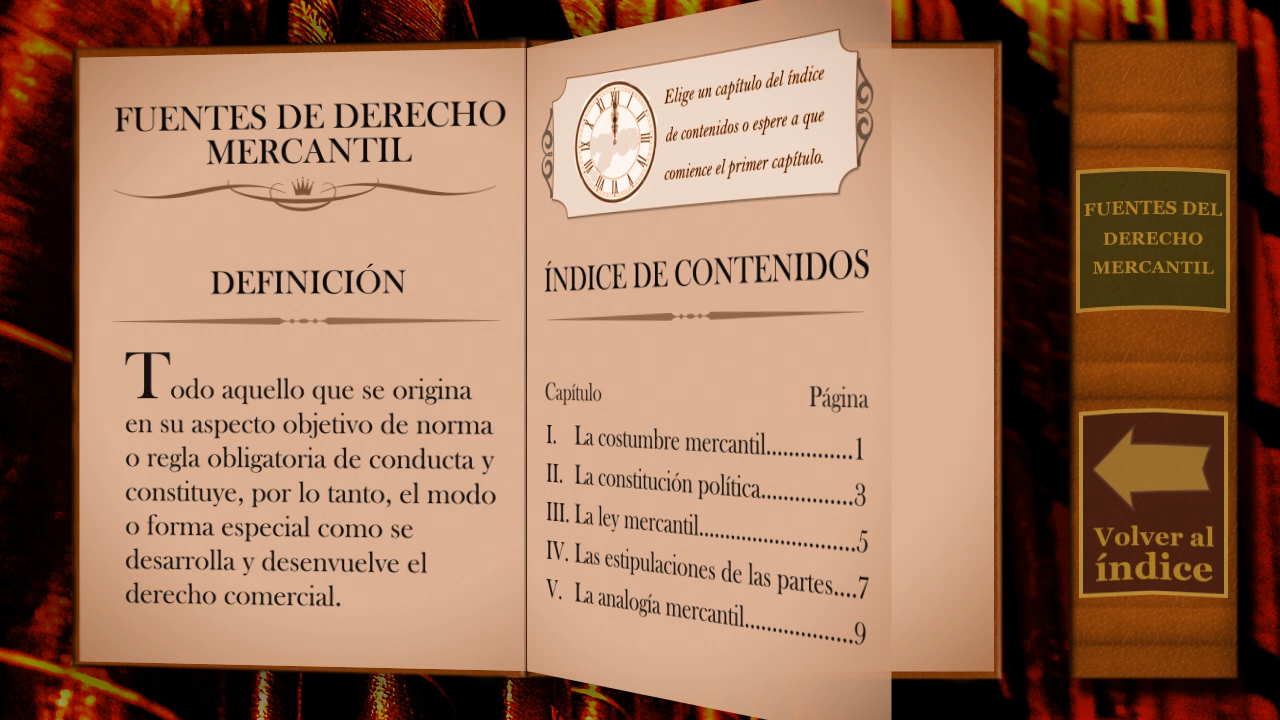 FUENTES DE DERECHO
MERCANTIL
DEFINICIÓN
Todo aquello que se origina
en su aspecto objetivo de norma
o regla obligatoria de conducta y
constituye, por lo tanto, el modo
o forma especial como se
desarrolla y desenvuelve el
derecho comercial.
Elige un capítulo del índice
de contenidos o espere a que
comience el primer capítulo.
ÍNDICE DE CONTENIDOS
Capítulo Página
I. La costumbre mercantil...............1
II. La constitución política...............3
III. La ley mercantil..........................5
IV. Las estipulaciones de las partes....7
V. La analogía mercantil..................9
FUENTES DEL
DERECHO
MERCANTIL
Volver al
índice